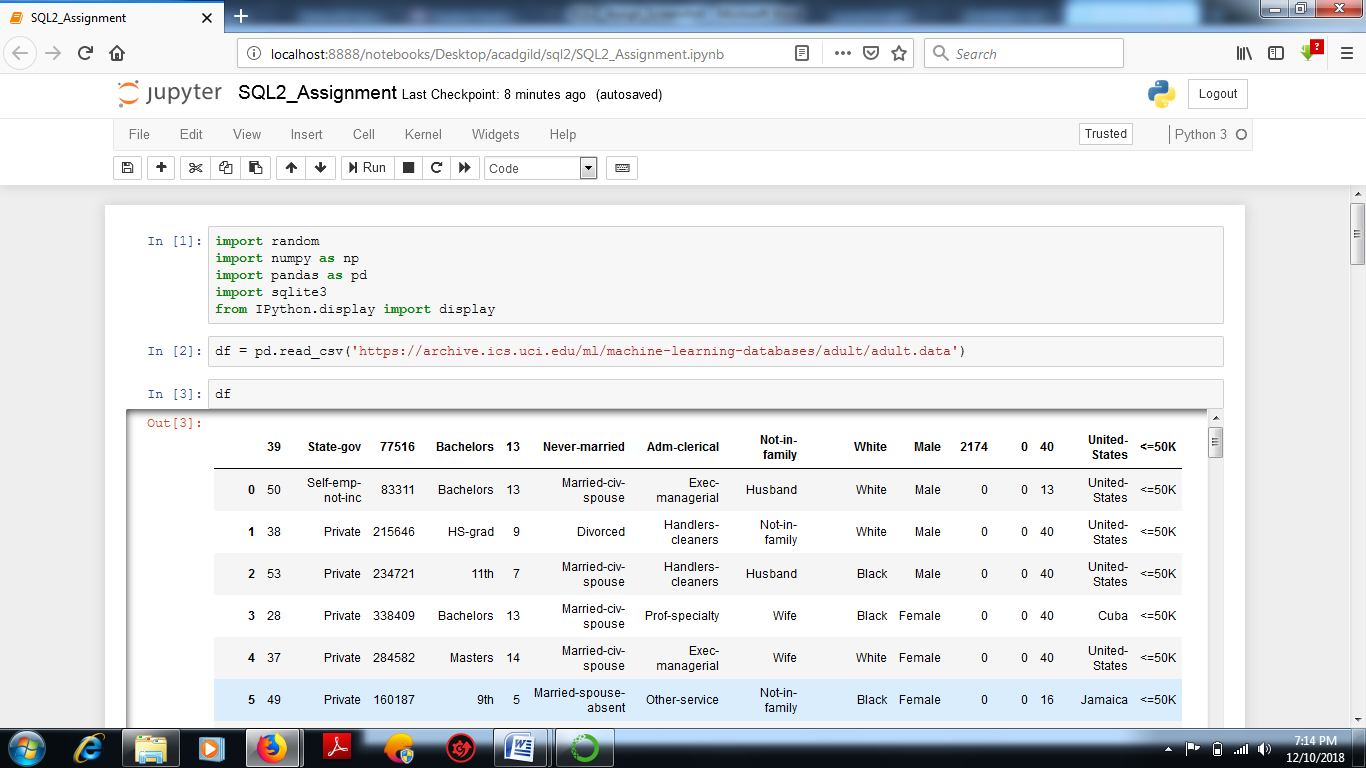 SQL2_Assignment
localhost:8888/notebooks/Desktop/acadgild/sql2/SQL2_Assignment.ipynb
Search
?
jupyter SQL2_Assignment Last Checkpoint: 8 minutes ago (autosaved)
Logout
File Edit View Insert Cell Kernel Widgets Help
Trusted
Python 3
Run
Code
In [1]: import random
import numpy as np
import pandas as pd
import sqlite3
from IPython.display import display
In [2]: df = pd.read_csv('https://archive.ics.uci.edu/ml/machine-learning-databases/adult/adult.data')
In [3]: df
Out[3]:
39 State-gov 77516 Bachelors 13 Never-married Adm-clerical Not-in-family White Male 2174 0 40 United-States <=50K
0 50 Self-emp-not-inc 83311 Bachelors 13 Married-civ-spouse Exec-managerial Husband White Male 0 0 13 United-States <=50K
1 38 Private 215646 HS-grad 9 Divorced Handlers-cleaners Not-in-family White Male 0 0 40 United-States <=50K
2 53 Private 234721 11th 7 Married-civ-spouse Handlers-cleaners Husband Black Male 0 0 40 United-States <=50K
3 28 Private 338409 Bachelors 13 Married-civ-spouse Prof-specialty Wife Black Female 0 0 40 Cuba <=50K
4 37 Private 284582 Masters 14 Married-civ-spouse Exec-managerial Wife White Female 0 0 40 United-States <=50K
5 49 Private 160187 9th 5 Married-spouse-absent Other-service Not-in-family Black Female 0 0 16 Jamaica <=50K
7:14 PM
12/10/2018